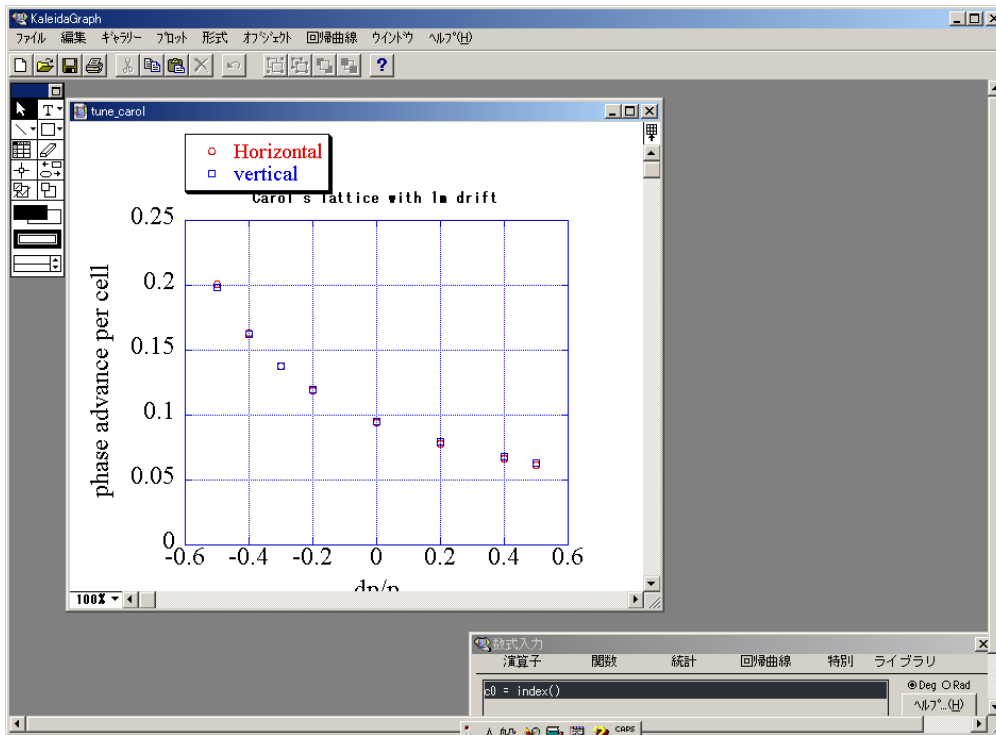 KaleidaGraph
ファイル 編集 ギャラリー プロット 形式 オブジェクト 回帰曲線 ウインドウ ヘルプ(H)
T
?
tune_carol
Horizontal
vertical
Carol s lattice with 1m drift
0.25
0.2
0.15
0.1
0.05
0
phase advance per cell
-0.6 -0.4 -0.2 0 0.2 0.4 0.6
dp/p
100%
数式入力
演算子 関数 統計 回帰曲線 特別 ライブラリ
c0 = index()
Deg Rad
ヘルプ...(H)
CAPS